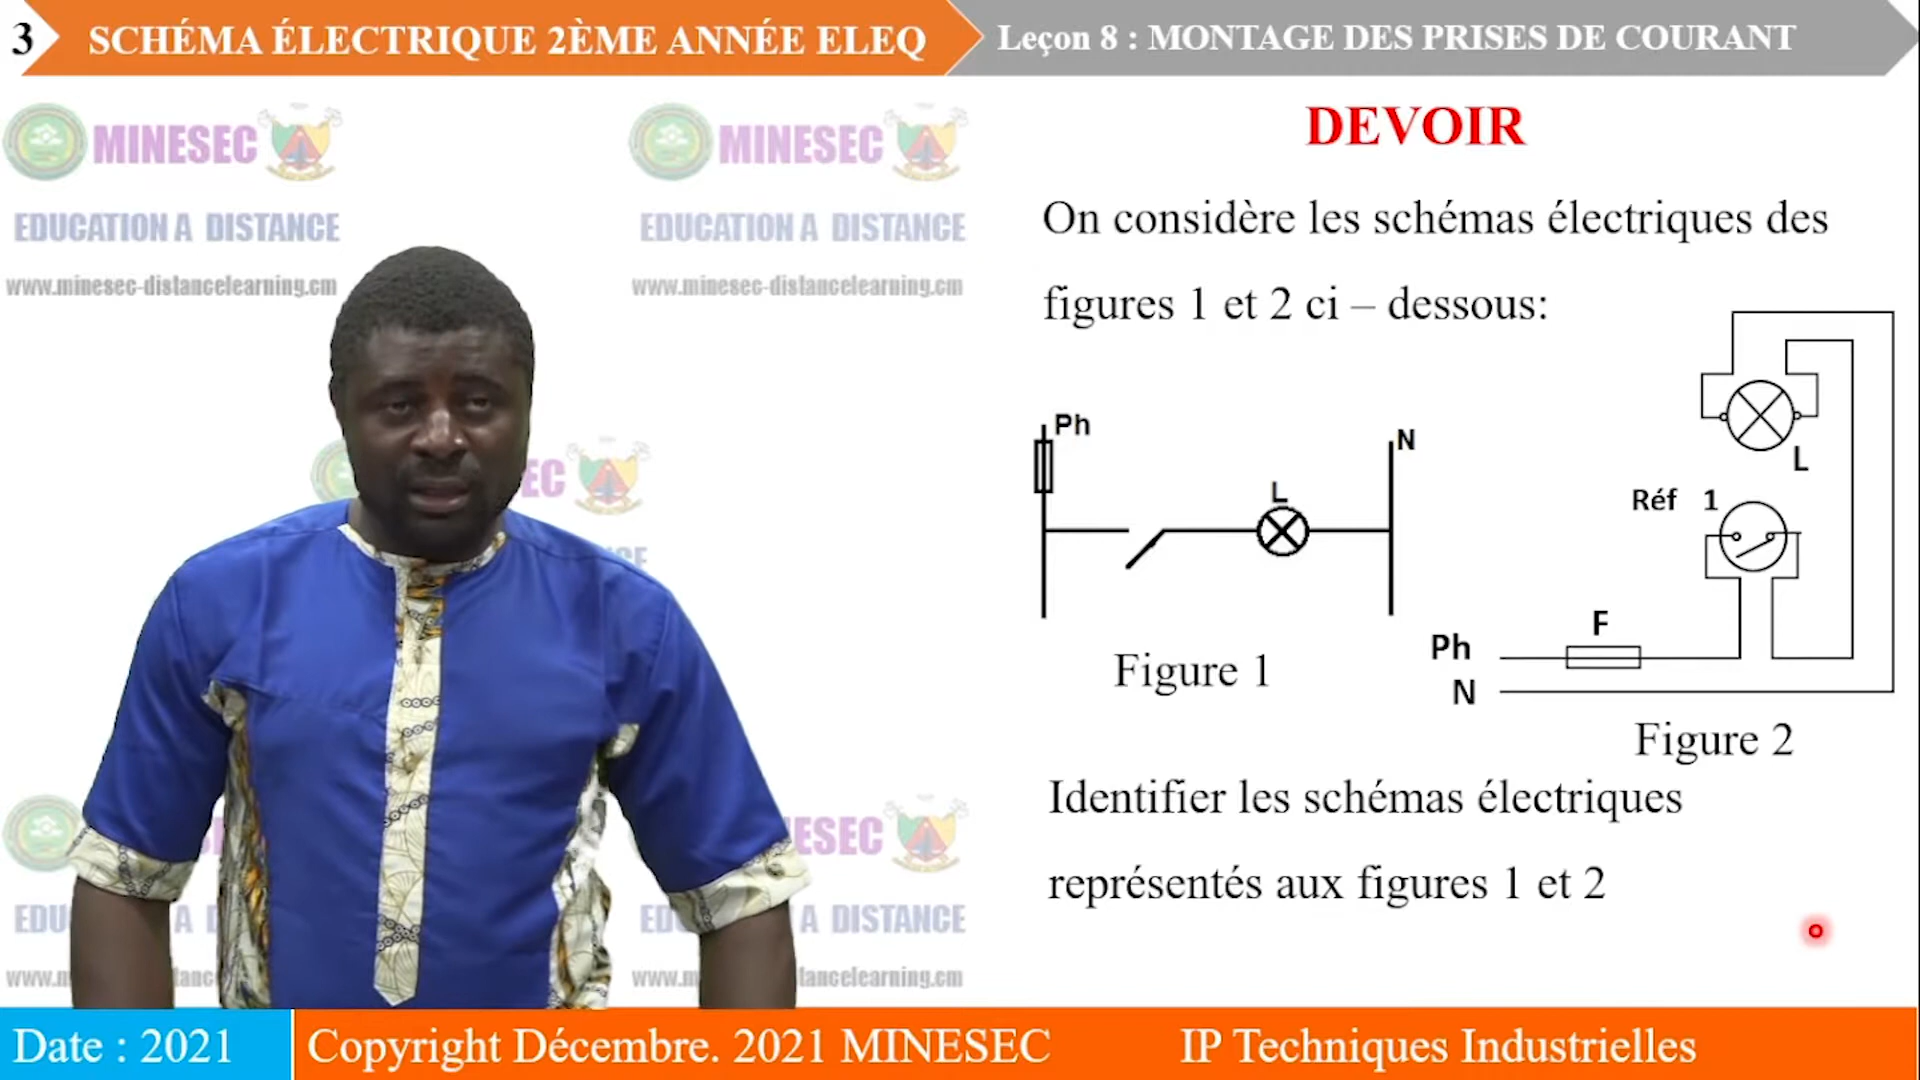 3
SCHÉMA ÉLECTRIQUE 2ÈME ANNÉE ELEQ
Leçon 8 : MONTAGE DES PRISES DE COURANT
MINESEC
EDUCATION A DISTANCE
www.minesec-distancelearning.cm
MINESEC
EDUCATION A DISTANCE
www.minesec-distancelearning.cm
DEVOIR
On considère les schémas électriques des
figures 1 et 2 ci – dessous:
Ph
L
N
Figure 1
L
Réf 1
F
Ph
N
Figure 2
Identifier les schémas électriques
représentés aux figures 1 et 2
Date : 2021
Copyright Décembre. 2021 MINESEC
IP Techniques Industrielles